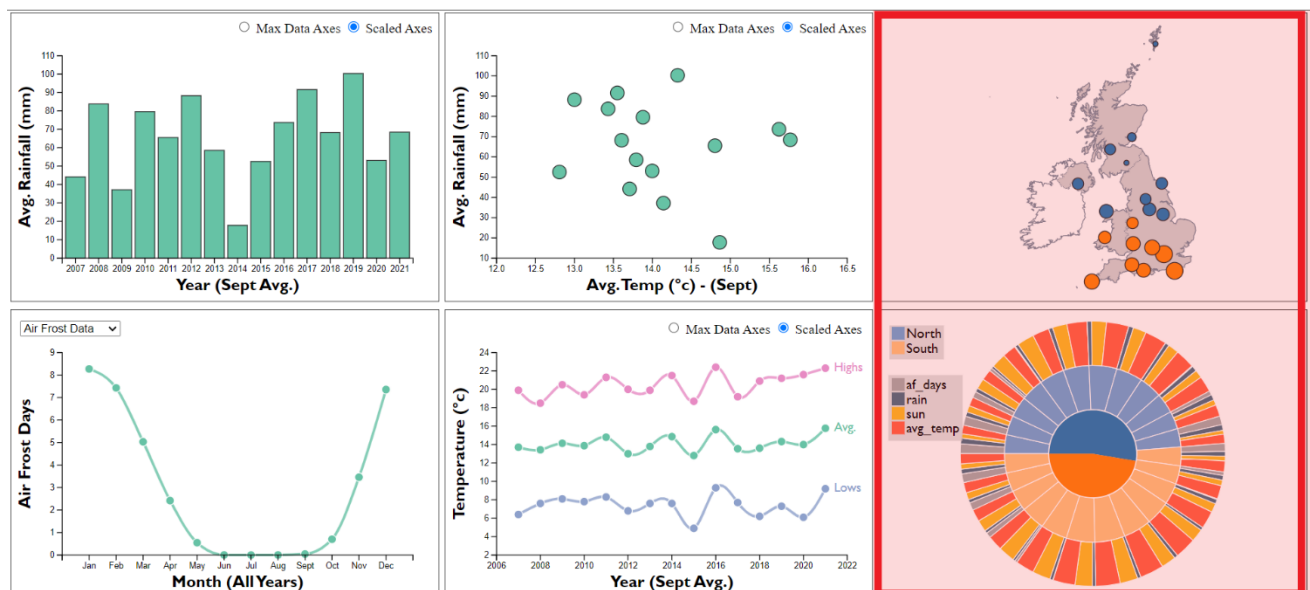 Max Data Axes Scaled Axes
Avg. Rainfall (mm)
110
100
90
80
70
60
50
40
30
20
10
0
2007 2008 2009 2010 2011 2012 2013 2014 2015 2016 2017 2018 2019 2020 2021
Year (Sept Avg.)
Max Data Axes Scaled Axes
Avg. Rainfall (mm)
110
100
90
80
70
60
50
40
30
20
10
12.0 12.5 13.0 13.5 14.0 14.5 15.0 15.5 16.0 16.5
Avg. Temp (°c) - (Sept)
Air Frost Data
Air Frost Days
9
8
7
6
5
4
3
2
1
0
Jan Feb Mar Apr May Jun Jul Aug Sept Oct Nov Dec
Month (All Years)
Max Data Axes Scaled Axes
Temperature (°c)
24
22
20
18
16
14
12
10
8
6
4
2
Highs
Avg.
Lows
2006 2008 2010 2012 2014 2016 2018 2020 2022
Year (Sept Avg.)
North
South
af_days
rain
sun
avg_temp